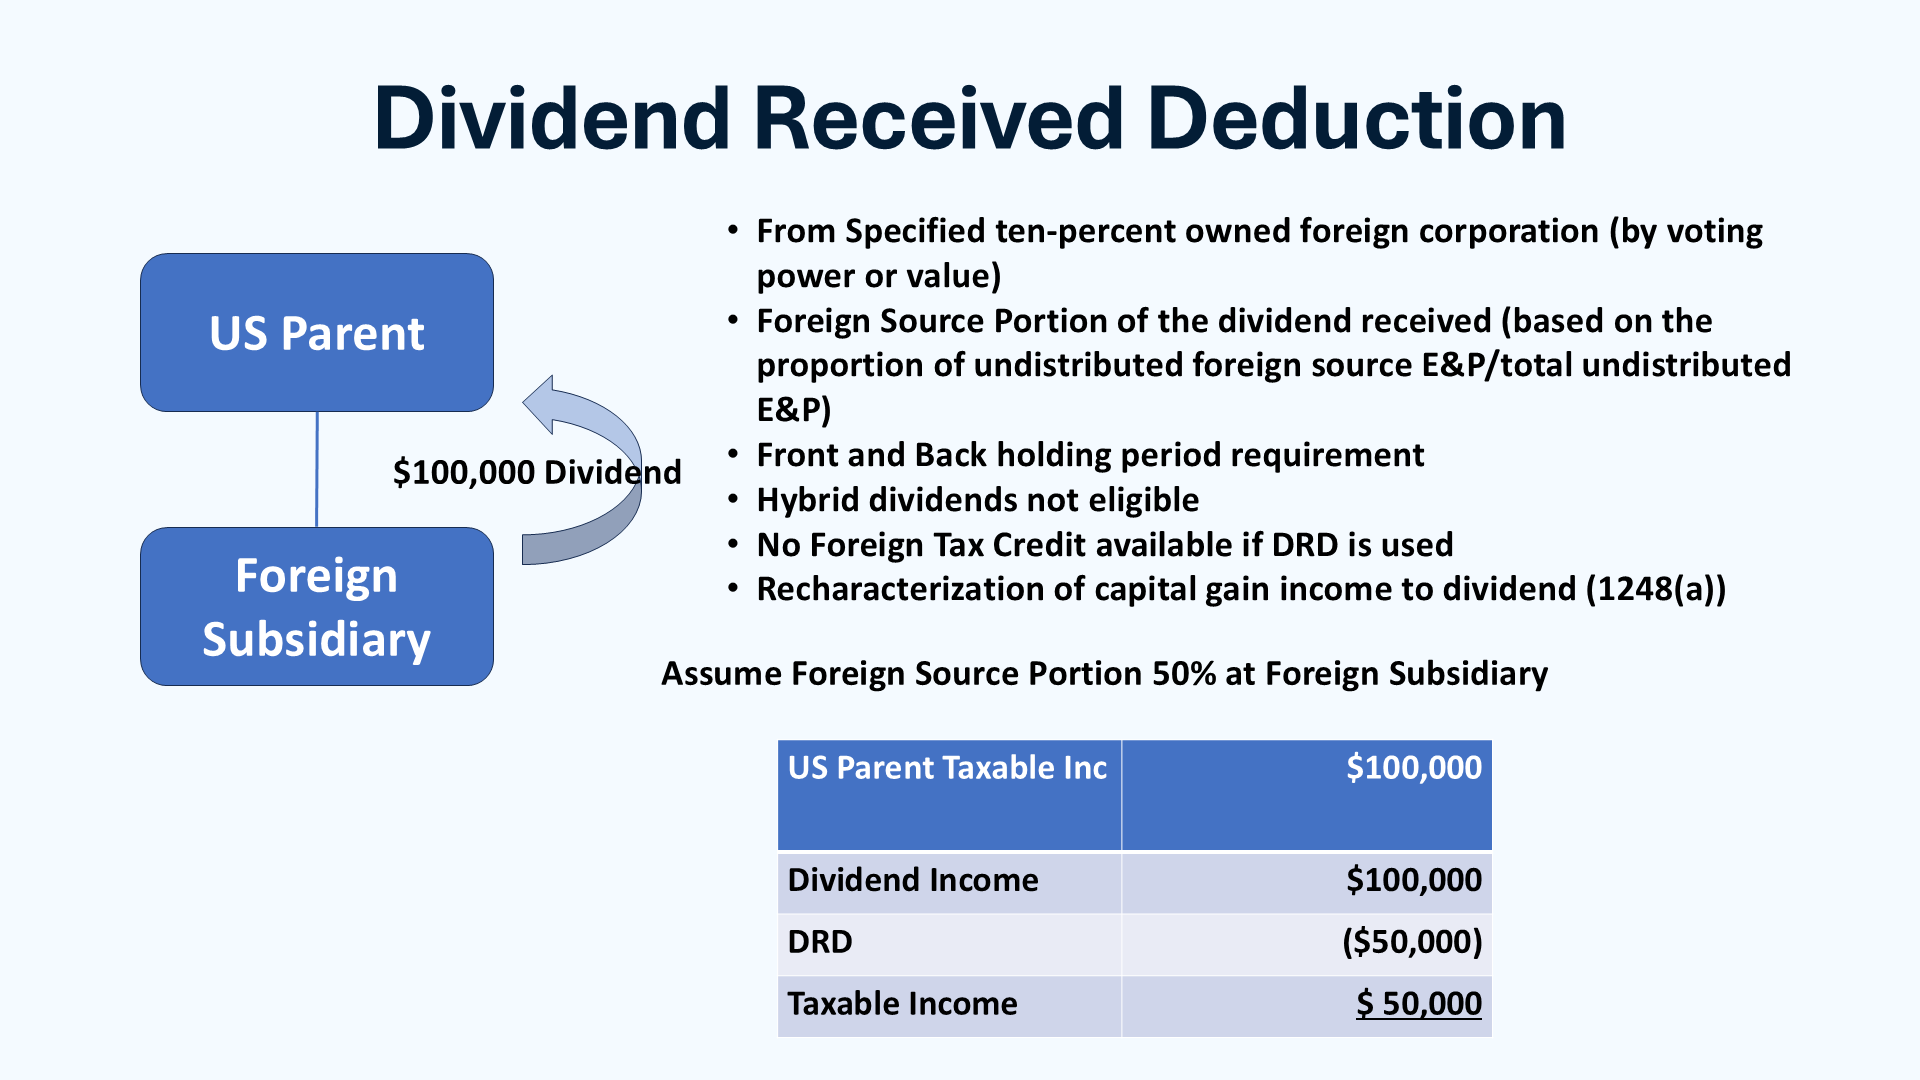 Dividend Received Deduction
US Parent
$100,000 Dividend
Foreign
Subsidiary
• From Specified ten-percent owned foreign corporation (by voting
power or value)
• Foreign Source Portion of the dividend received (based on the
proportion of undistributed foreign source E&P/total undistributed
E&P)
• Front and Back holding period requirement
• Hybrid dividends not eligible
• No Foreign Tax Credit available if DRD is used
• Recharacterization of capital gain income to dividend (1248(a))
Assume Foreign Source Portion 50% at Foreign Subsidiary
US Parent Taxable Inc $100,000
Dividend Income $100,000
DRD ($50,000)
Taxable Income $ 50,000